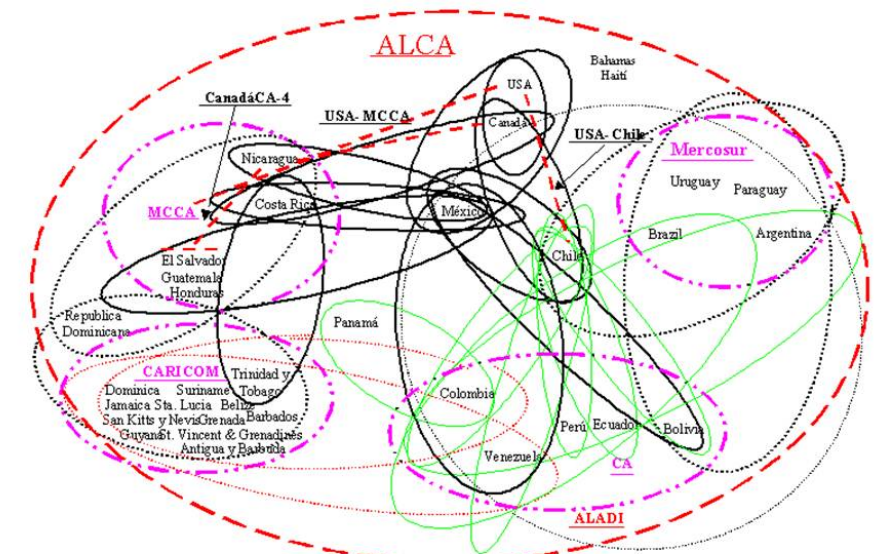 ALCA
Bahamas
Haití
USA
CanadáCA-4
USA- MCCA
Canadá
USA- Chile
Mercosur
Nicaragua
Uruguay
Paraguay
MCCA
Costa Rica
México
Brazil
Argentina
El Salvador
Guatemala
Honduras
Chile
Republica
Dominicana
Panamá
CARICOM
Trinidad y
Tobago
Dominica Suriname
Jamaica Sta. Lucia Belize
San Kitts y Nevis Grenada Barbados
Guyana St. Vincent & Grenadines
Antigua y Barbuda
Colombia
Perú
Ecuador
Bolivia
Venezuela
CA
ALADI